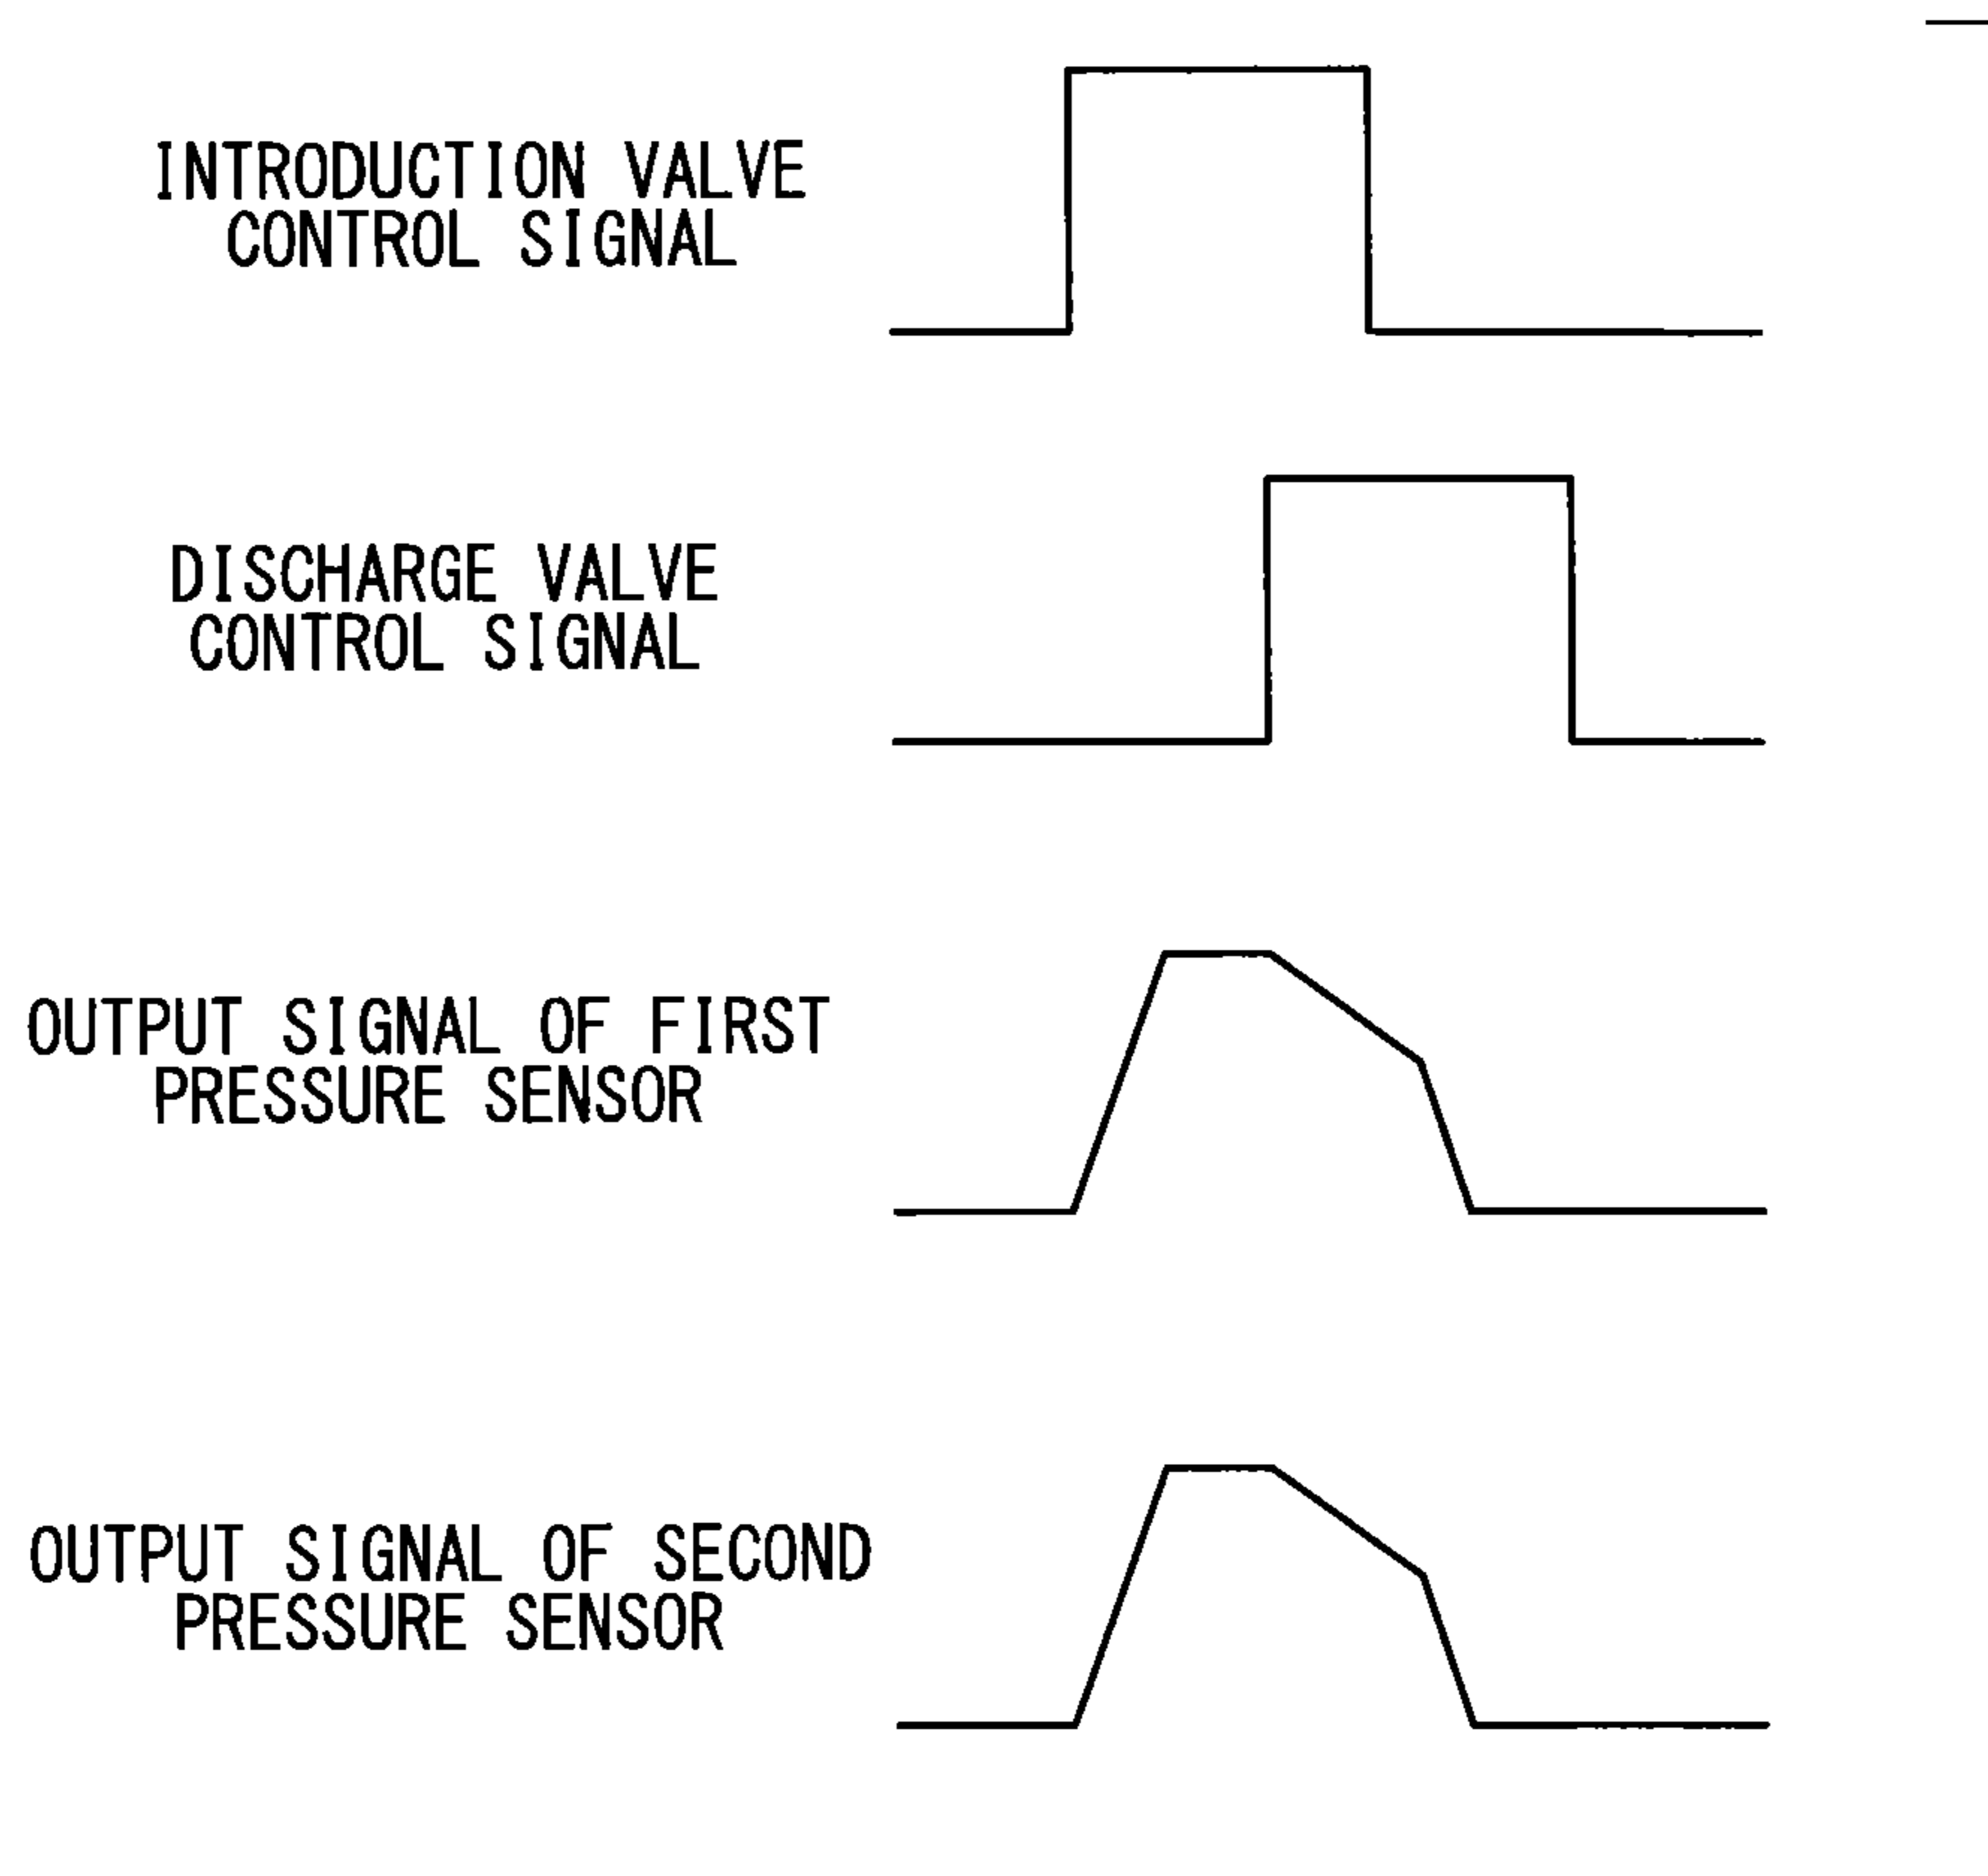 INTRODUCTION VALVE
CONTROL SIGNAL
DISCHARGE VALVE
CONTROL SIGNAL
OUTPUT SIGNAL OF FIRST
PRESSURE SENSOR
OUTPUT SIGNAL OF SECOND
PRESSURE SENSOR